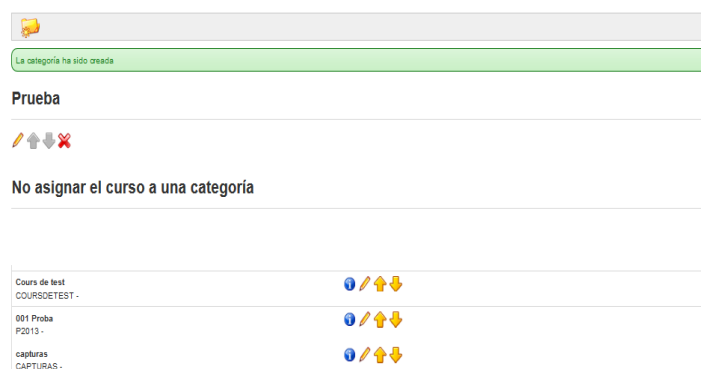 La categoría ha sido creada
Prueba
No asignar el curso a una categoría
Cours de test
COURSDETEST -
001 Proba
P2013 -
capturas
CAPTURAS -